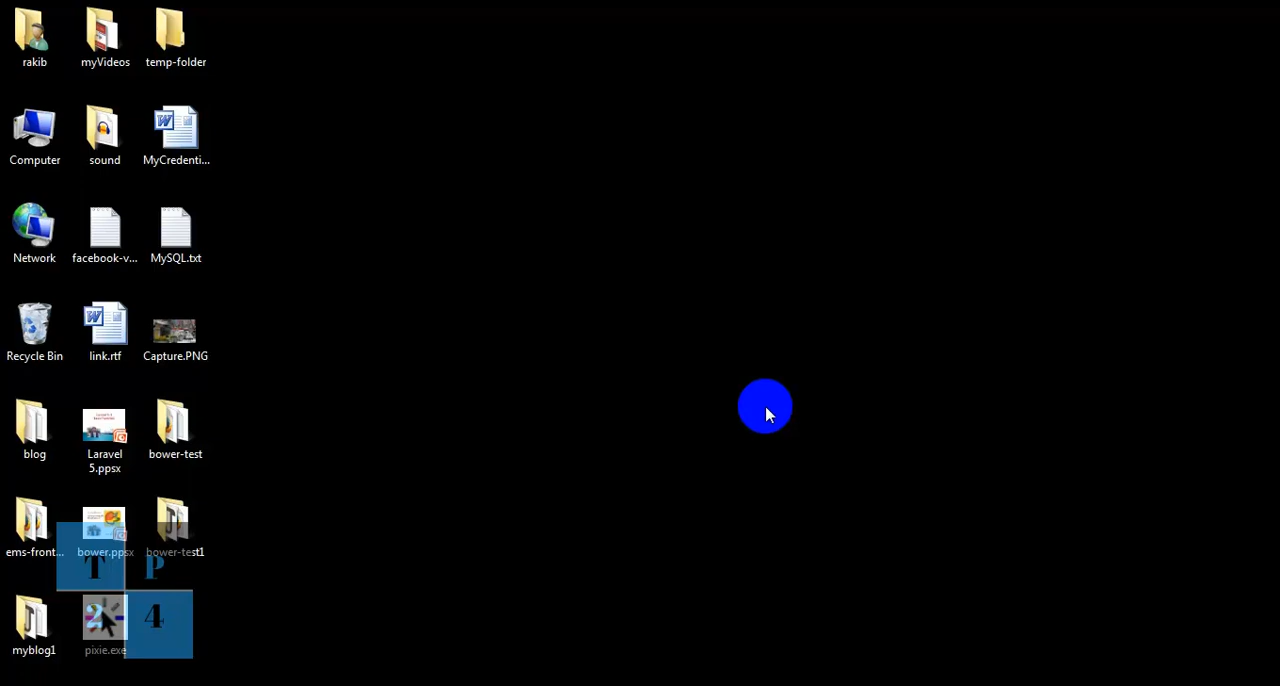 rakib
myVideos
temp-folder
Computer
sound
MyCredenti...
Network
facebook-v...
MySQL.txt
Recycle Bin
link.rtf
Capture.PNG
blog
Laravel
5.ppsx
bower-test
ems-front...
bower.ppsx
bower-test1
T P
2 4
myblog1
pixie.exe